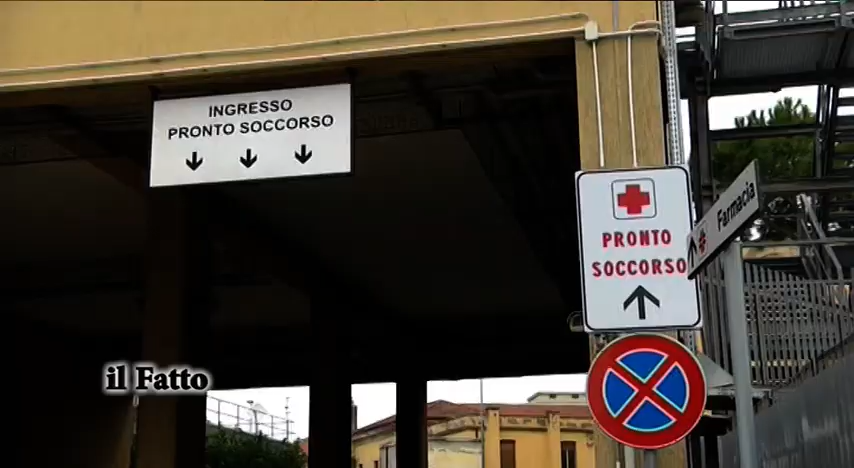 INGRESSO
PRONTO SOCCORSO
PRONTO
SOCCORSO
Farmacia
il Fatto